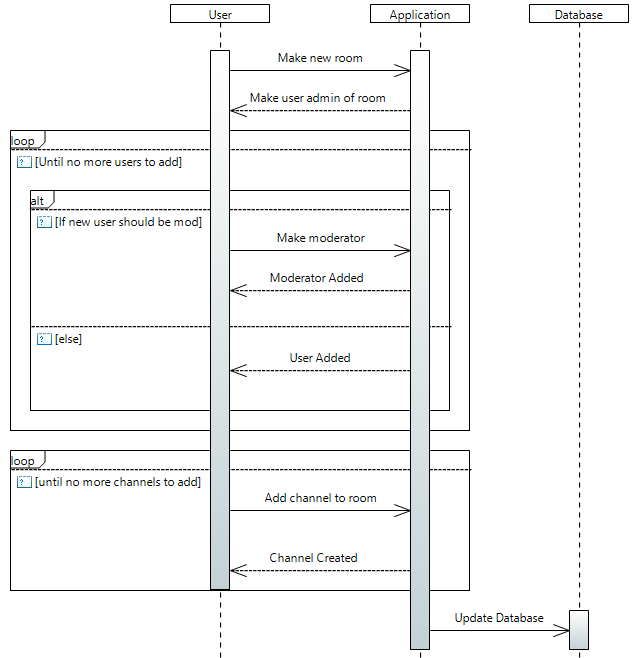 User
Application
Database
Make new room
Make user admin of room
loop
? [Until no more users to add]
alt
? [If new user should be mod]
Make moderator
Moderator Added
? [else]
User Added
loop
? [until no more channels to add]
Add channel to room
Channel Created
Update Database